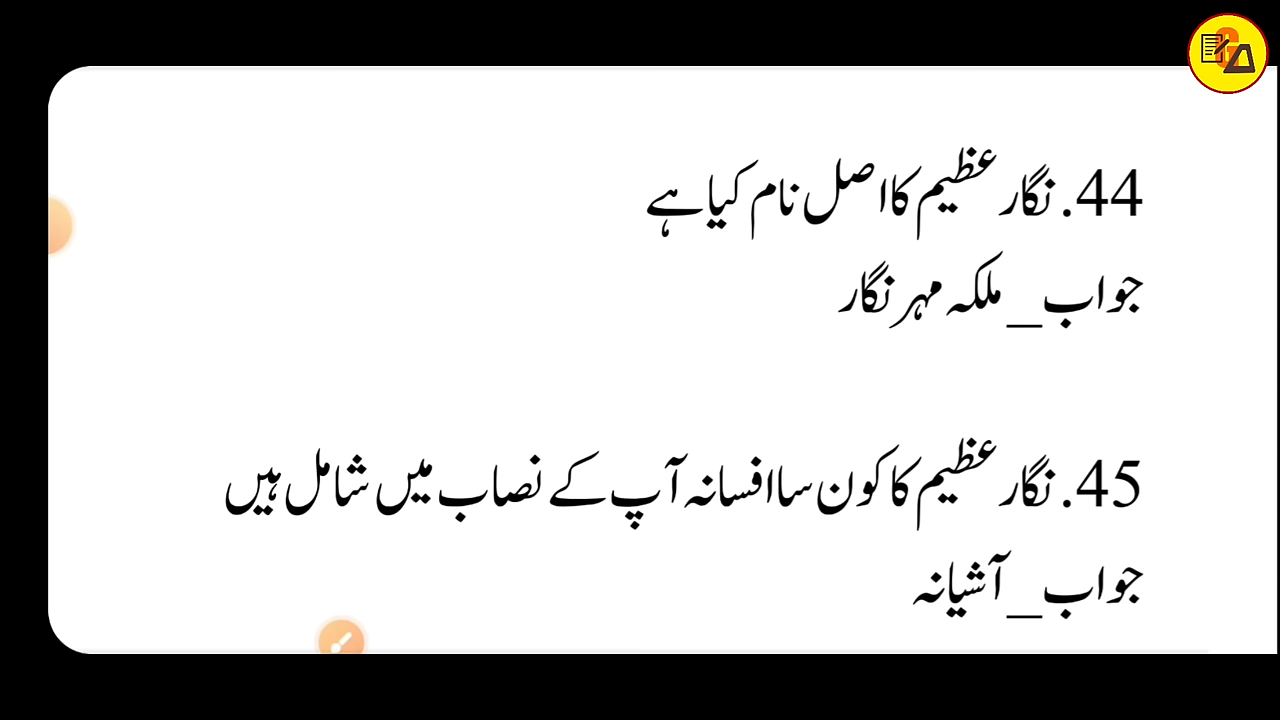 44. نگار عظیم کا اصل نام کیا ہے
جواب_ ملکہ مہر نگار
45. نگار عظیم کا کون سا افسانہ آپ کے نصاب میں شامل ہیں
جواب_ آشیانہ